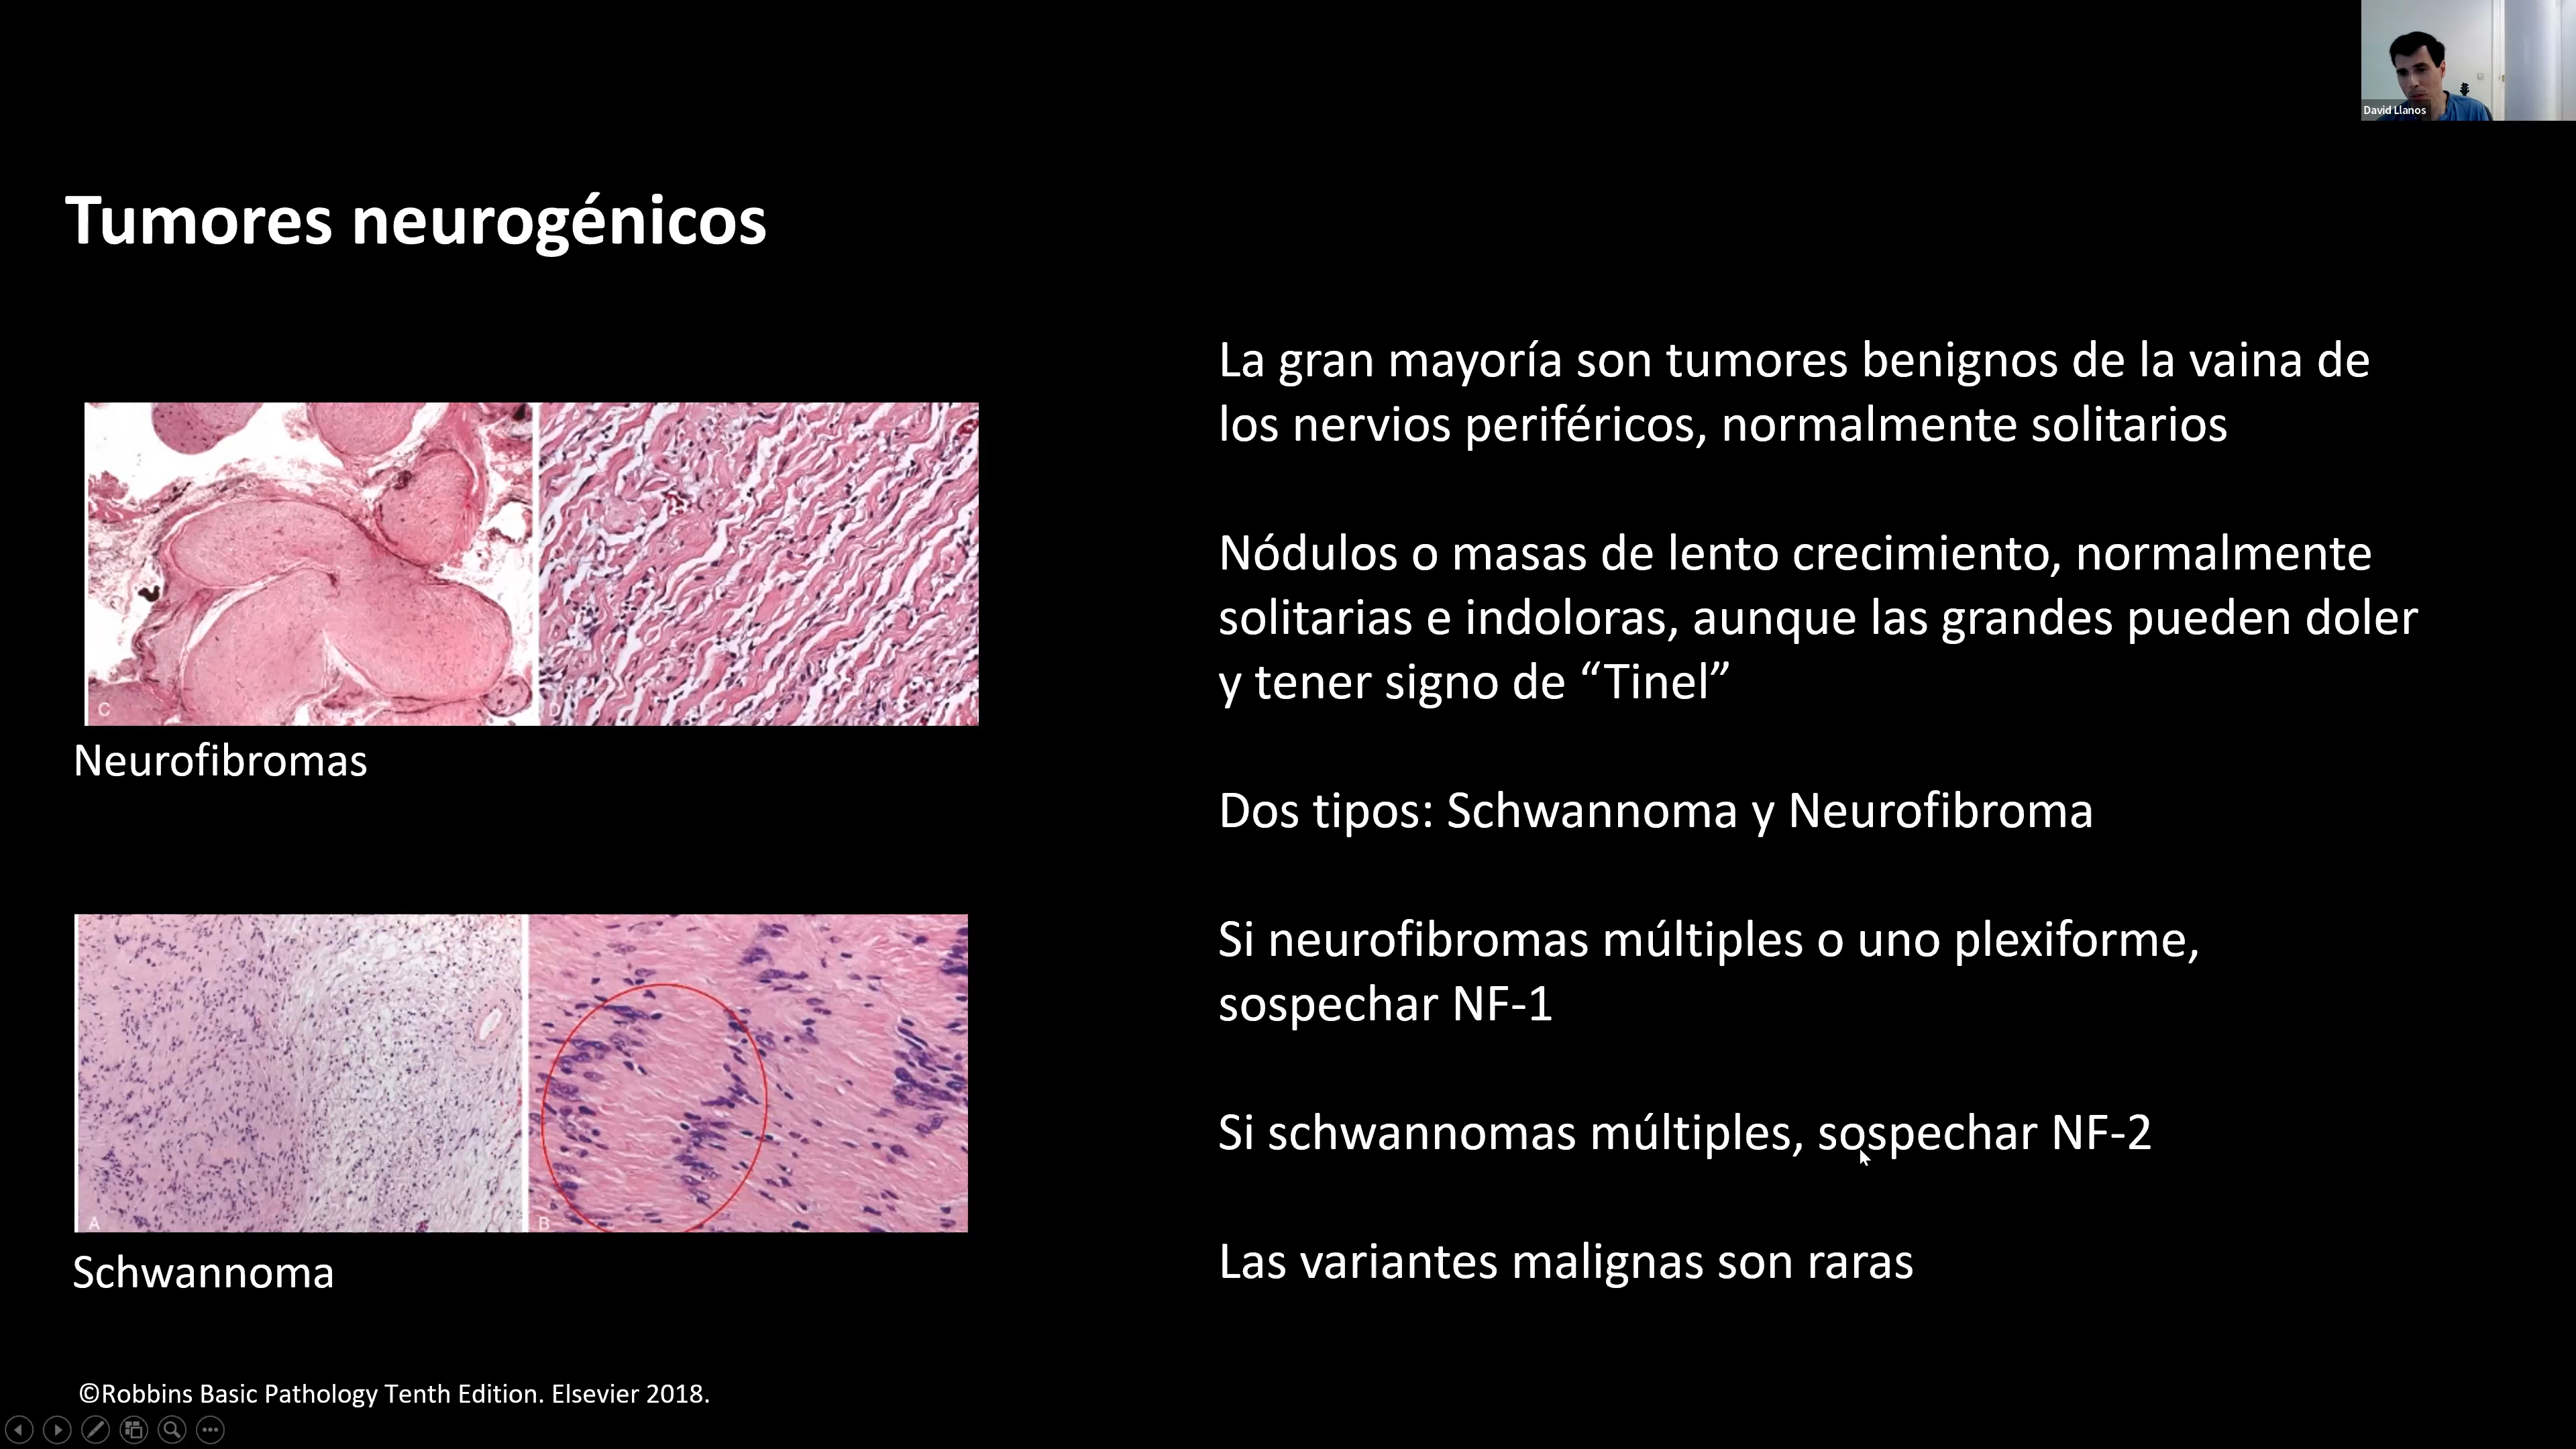 David Llanos
Tumores neurogénicos
La gran mayoría son tumores benignos de la vaina de
los nervios periféricos, normalmente solitarios
Nódulos o masas de lento crecimiento, normalmente
solitarias e indoloras, aunque las grandes pueden doler
y tener signo de “Tinel”
Dos tipos: Schwannoma y Neurofibroma
Si neurofibromas múltiples o uno plexiforme,
sospechar NF-1
Si schwannomas múltiples, sospechar NF-2
Las variantes malignas son raras
C
D
Neurofibromas
A
B
Schwannoma
©Robbins Basic Pathology Tenth Edition. Elsevier 2018.